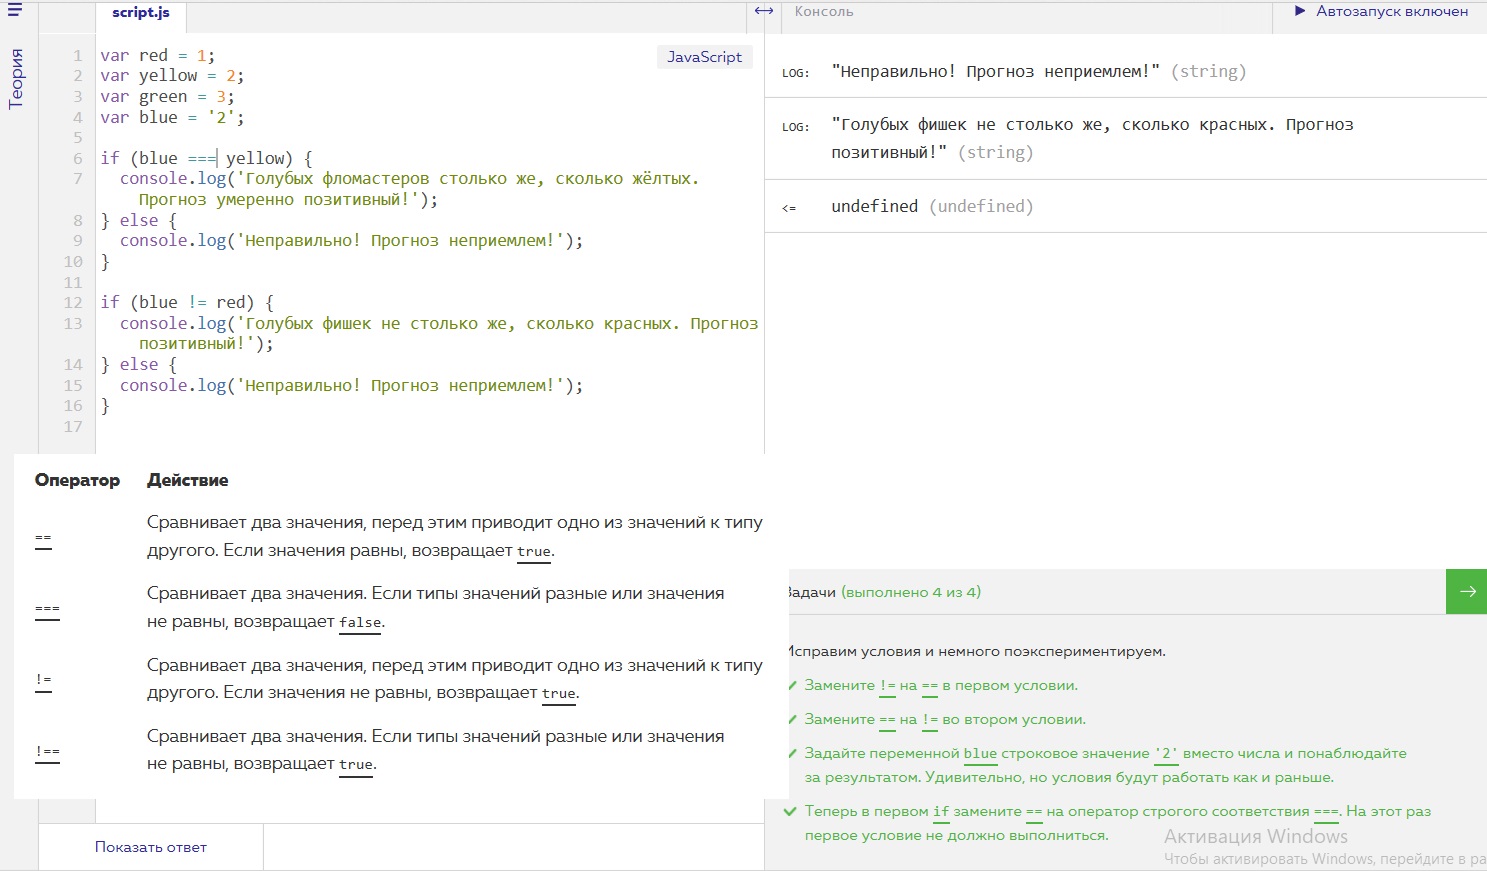 script.js
Консоль
Автозапуск включен
Теория
JavaScript
1 var red = 1;
2 var yellow = 2;
3 var green = 3;
4 var blue = '2';
5
6 if (blue === yellow) {
7 console.log('Голубых фломастеров столько же, сколько жёлтых.
Прогноз умеренно позитивный!');
8 } else {
9 console.log('Неправильно! Прогноз неприемлем!');
10 }
11
12 if (blue != red) {
13 console.log('Голубых фишек не столько же, сколько красных. Прогноз
позитивный!');
14 } else {
15 console.log('Неправильно! Прогноз неприемлем!');
16 }
17
LOG: "Неправильно! Прогноз неприемлем!" (string)
LOG: "Голубых фишек не столько же, сколько красных. Прогноз
позитивный!" (string)
<= undefined (undefined)
Оператор Действие
== Сравнивает два значения, перед этим приводит одно из значений к типу
другого. Если значения равны, возвращает true.
=== Сравнивает два значения. Если типы значений разные или значения
не равны, возвращает false.
!= Сравнивает два значения, перед этим приводит одно из значений к типу
другого. Если значения не равны, возвращает true.
!== Сравнивает два значения. Если типы значений разные или значения
не равны, возвращает true.
Показать ответ
Задачи (выполнено 4 из 4)
Исправим условия и немного поэкспериментируем.
Замените != на == в первом условии.
Замените == на != во втором условии.
Задайте переменной blue строковое значение '2' вместо числа и понаблюдайте
за результатом. Удивительно, но условия будут работать как и раньше.
Теперь в первом if замените == на оператор строгого соответствия ===. На этот раз
первое условие не должно выполниться.
Активация Windows
Чтобы активировать Windows, перейдите в ра